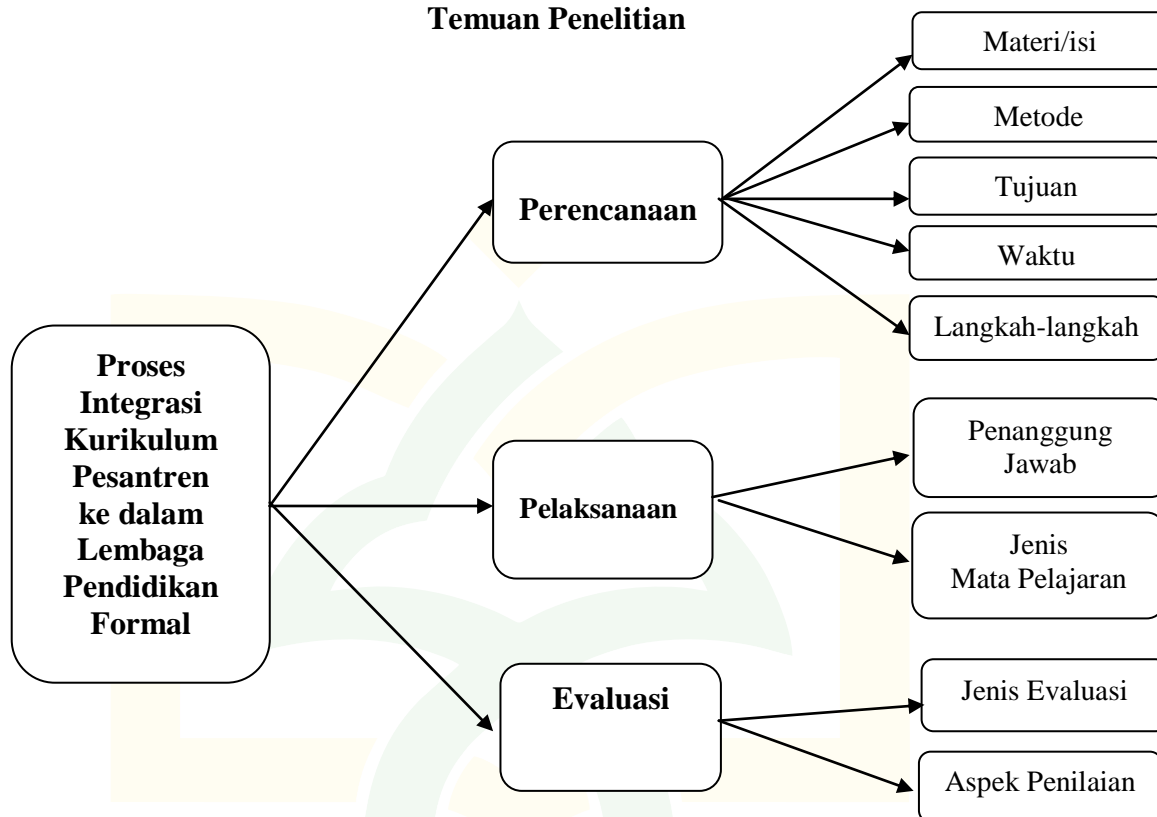 Temuan Penelitian
Proses
Integrasi
Kurikulum
Pesantren
ke dalam
Lembaga
Pendidikan
Formal
Perencanaan
Materi/isi
Metode
Tujuan
Waktu
Langkah-langkah
Pelaksanaan
Penanggung
Jawab
Jenis
Mata Pelajaran
Evaluasi
Jenis Evaluasi
Aspek Penilaian